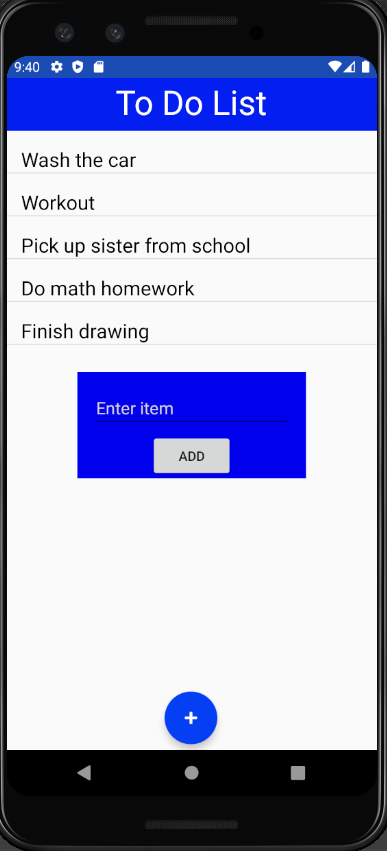 9:40
To Do List
Wash the car
Workout
Pick up sister from school
Do math homework
Finish drawing
Enter item
ADD
+